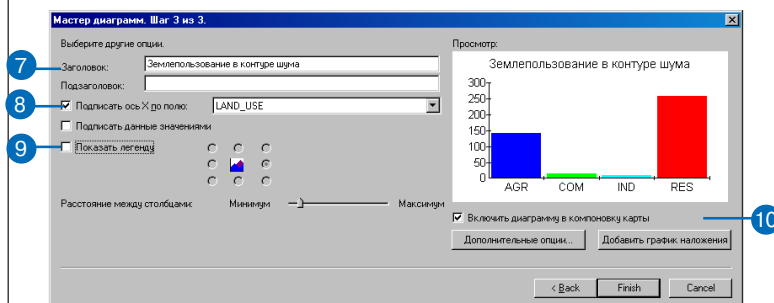 Мастер диаграмм. Шаг 3 из 3.
Выберите другие опции.
7
Заголовок:
Землепользование в контуре шума
Подзаголовок:
8
Подписать ось X по полю:
LAND_USE
Подписать данные значениями
9
Показать легенду
Расстояние между столбцами:
Минимум
Максимум
Просмотр:
Землепользование в контуре шума
300
250
200
150
100
50
0
AGR
COM
IND
RES
Включить диаграмму в компоновку карты
10
Дополнительные опции...
Добавить график наложения
< Back
Finish
Cancel